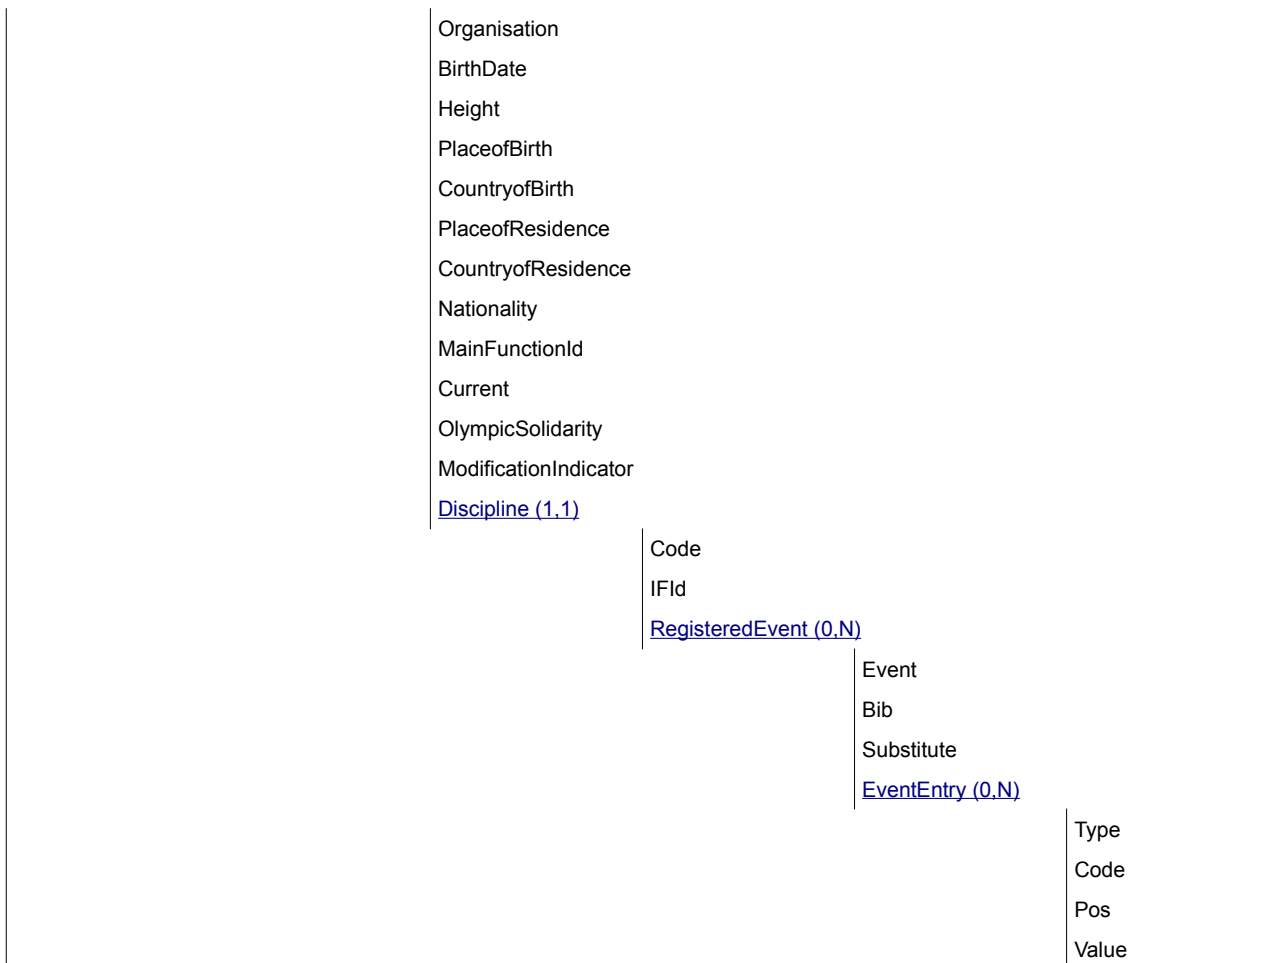 Organisation
BirthDate
Height
PlaceofBirth
CountryofBirth
PlaceofResidence
CountryofResidence
Nationality
MainFunctionId
Current
OlympicSolidarity
ModificationIndicator
Discipline (1,1)
Code
IFId
RegisteredEvent (0,N)
Event
Bib
Substitute
EventEntry (0,N)
Type
Code
Pos
Value